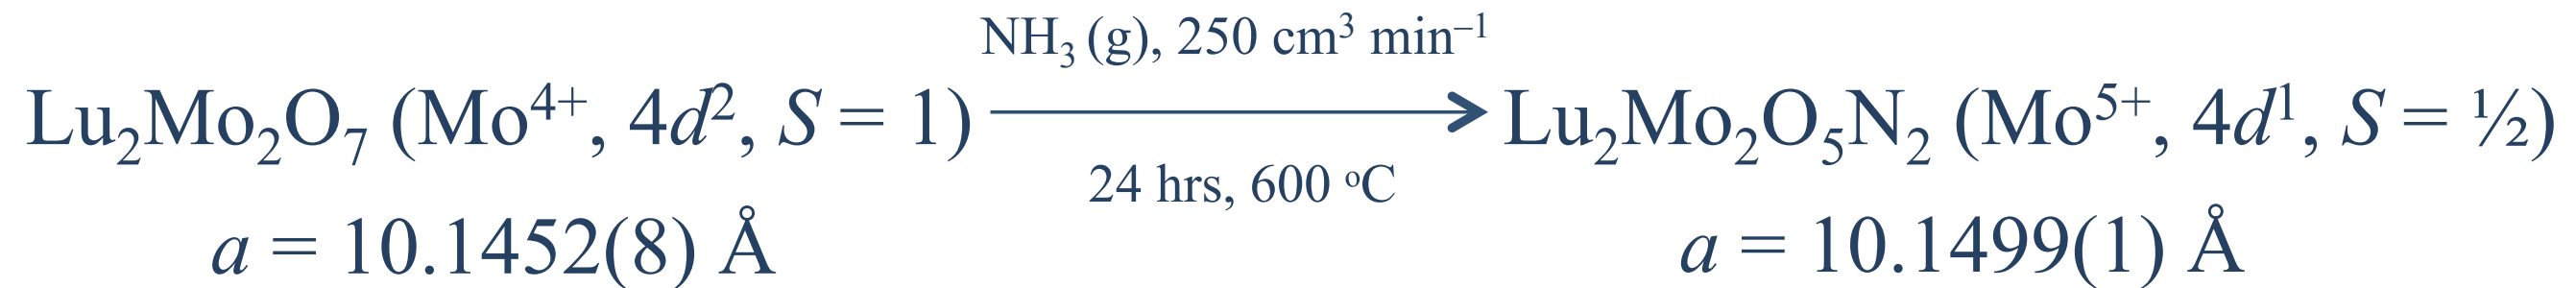 NH₃ (g), 250 cm³ min⁻¹
Lu₂Mo₂O₇ (Mo⁴⁺, 4d², S = 1) → Lu₂Mo₂O₅N₂ (Mo⁵⁺, 4d¹, S = ½)
24 hrs, 600 ºC
a = 10.1452(8) Å a = 10.1499(1) Å